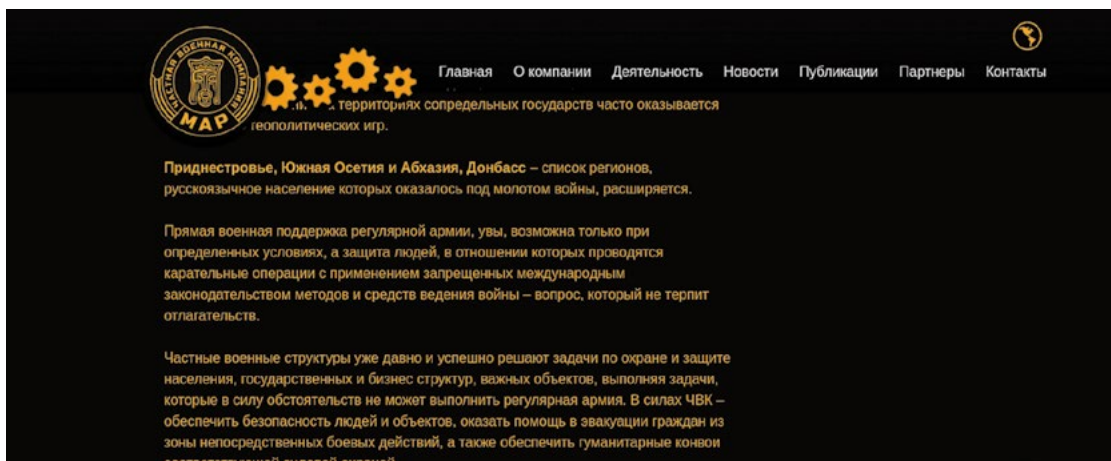 ЧАСТНАЯ ВОЕННАЯ КОМПАНИЯ
МАР
Главная О компании Деятельность Новости Публикации Партнеры Контакты
территориях сопредельных государств часто оказывается
геополитических игр.
Приднестровье, Южная Осетия и Абхазия, Донбасс – список регионов,
русскоязычное население которых оказалось под молотом войны, расширяется.
Прямая военная поддержка регулярной армии, увы, возможна только при
определенных условиях, а защита людей, в отношении которых проводятся
карательные операции с применением запрещенных международным
законодательством методов и средств ведения войны – вопрос, который не терпит
отлагательств.
Частные военные структуры уже давно и успешно решают задачи по охране и защите
населения, государственных и бизнес структур, важных объектов, выполняя задачи,
которые в силу обстоятельств не может выполнить регулярная армия. В силах ЧВК –
обеспечить безопасность людей и объектов, оказать помощь в эвакуации граждан из
зоны непосредственных боевых действий, а также обеспечить гуманитарные конвои